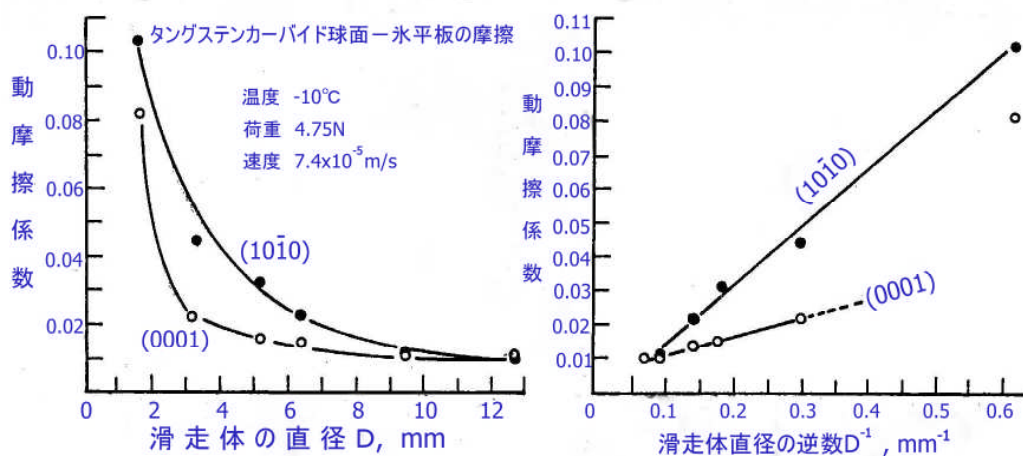 タングステンカーバイド球面－氷平板の摩擦
温度 -10℃
荷重 4.75N
速度 7.4x10⁻⁵m/s
動摩擦係数
0.10
0.08
0.06
0.04
0.02
(101̄0)
(0001)
0 2 4 6 8 10 12
滑走体の直径D, mm
動摩擦係数
0.11
0.10
0.09
0.08
0.07
0.06
0.05
0.04
0.03
0.02
0.01
(101̄0)
(0001)
0 0.1 0.2 0.3 0.4 0.5 0.6
滑走体直径の逆数D⁻¹ , mm⁻¹